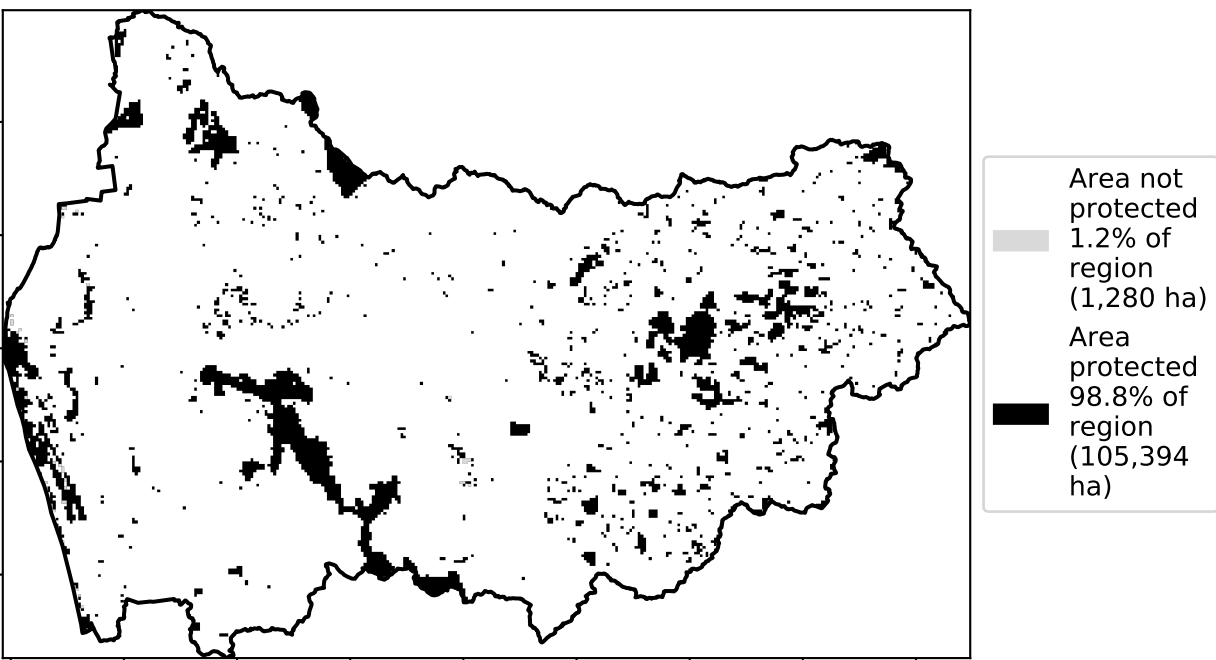 Area not
protected
1.2% of
region
(1,280 ha)
Area
protected
98.8% of
region
(105,394
ha)